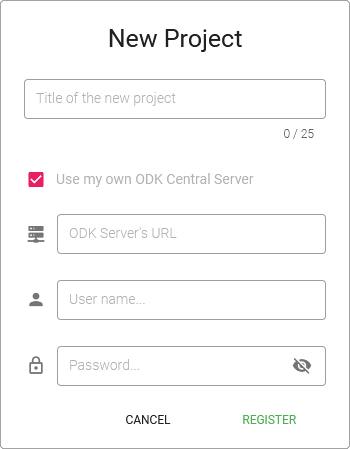 New Project
Title of the new project
0 / 25
Use my own ODK Central Server
ODK Server's URL
User name...
Password...
CANCEL REGISTER